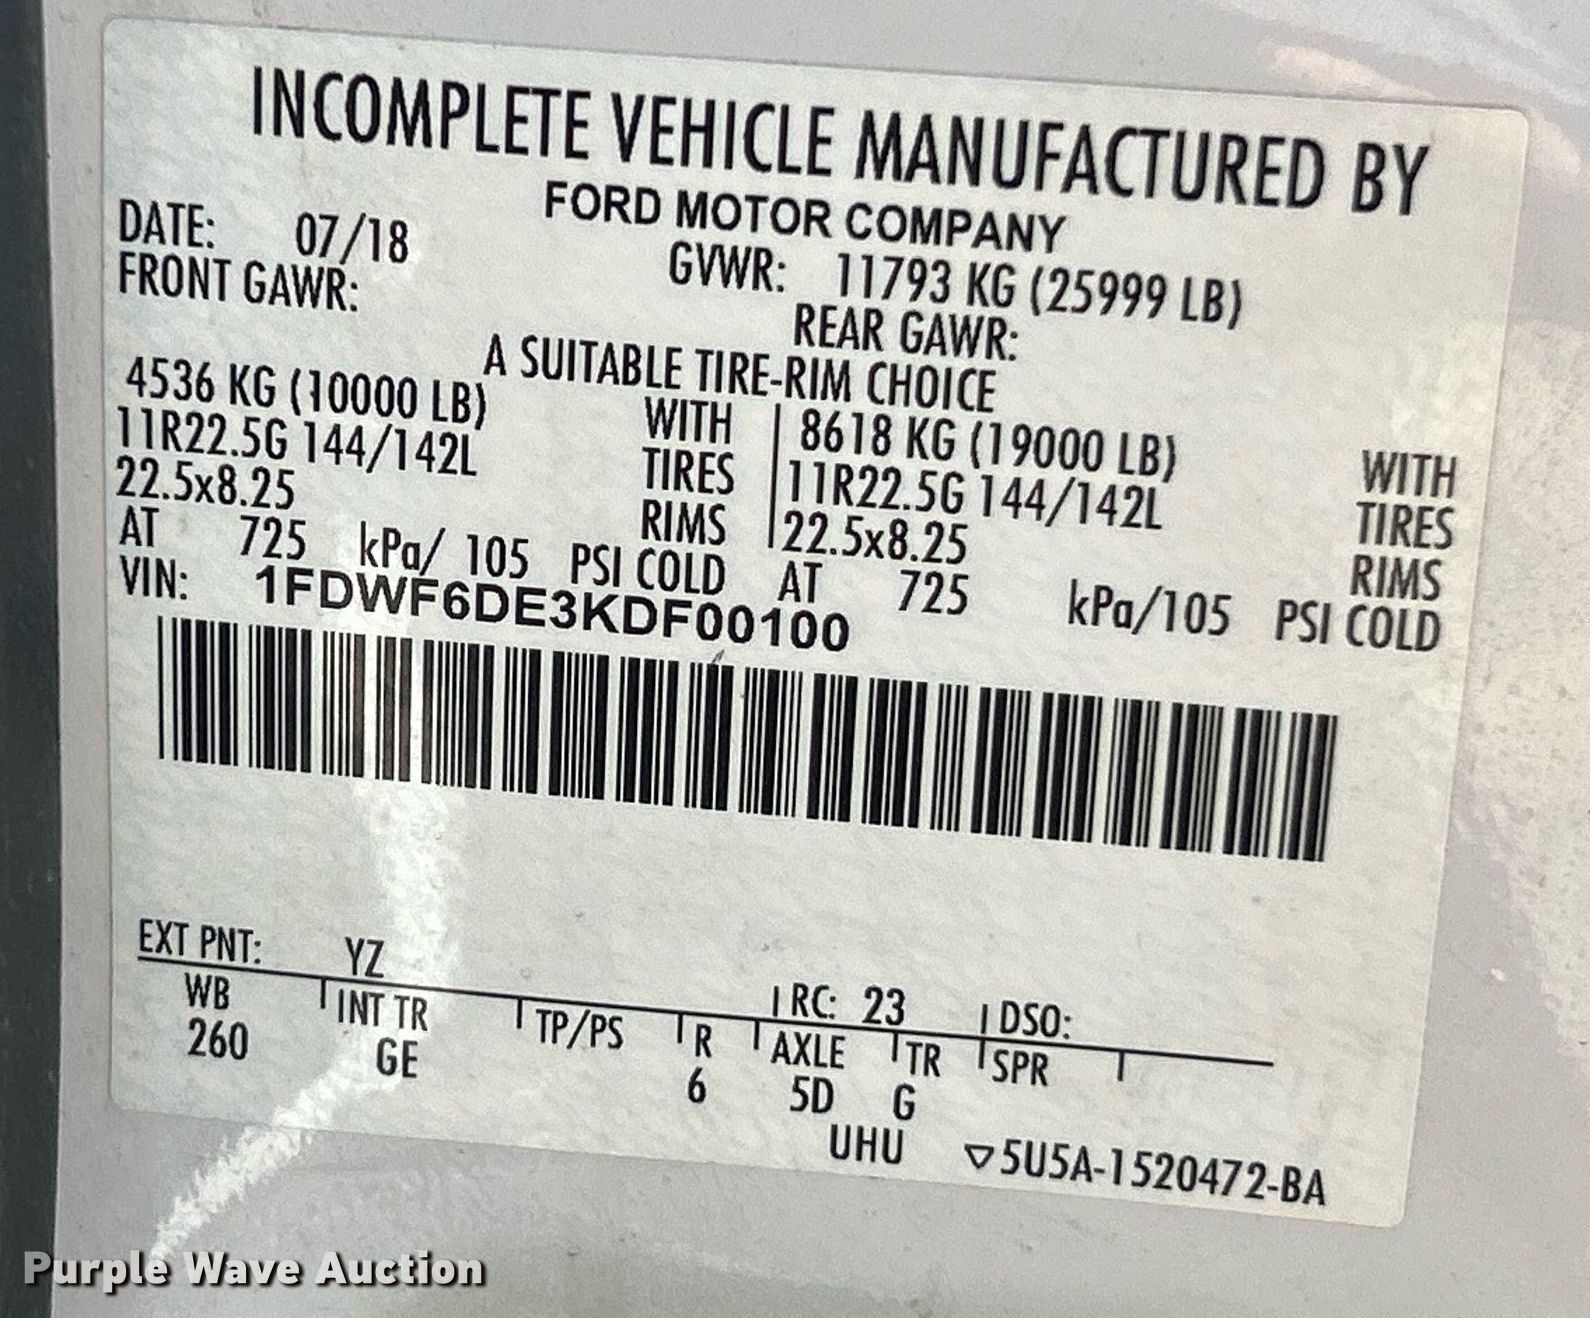 INCOMPLETE VEHICLE MANUFACTURED BY
FORD MOTOR COMPANY
DATE: 07/18 GVWR: 11793 KG (25999 LB)
FRONT GAWR: REAR GAWR:
A SUITABLE TIRE-RIM CHOICE
4536 KG (10000 LB) WITH 8618 KG (19000 LB) WITH
11R22.5G 144/142L TIRES 11R22.5G 144/142L TIRES
22.5x8.25 RIMS 22.5x8.25 RIMS
AT 725 kPa/ 105 PSI COLD AT 725 kPa/105 PSI COLD
VIN: 1FDWF6DE3KDF00100
EXT PNT: YZ RC: 23 DSO:
WB INT TR TP/PS R AXLE TR SPR
260 GE 6 5D G
UHU ▽5U5A-1520472-BA
Purple Wave Auction